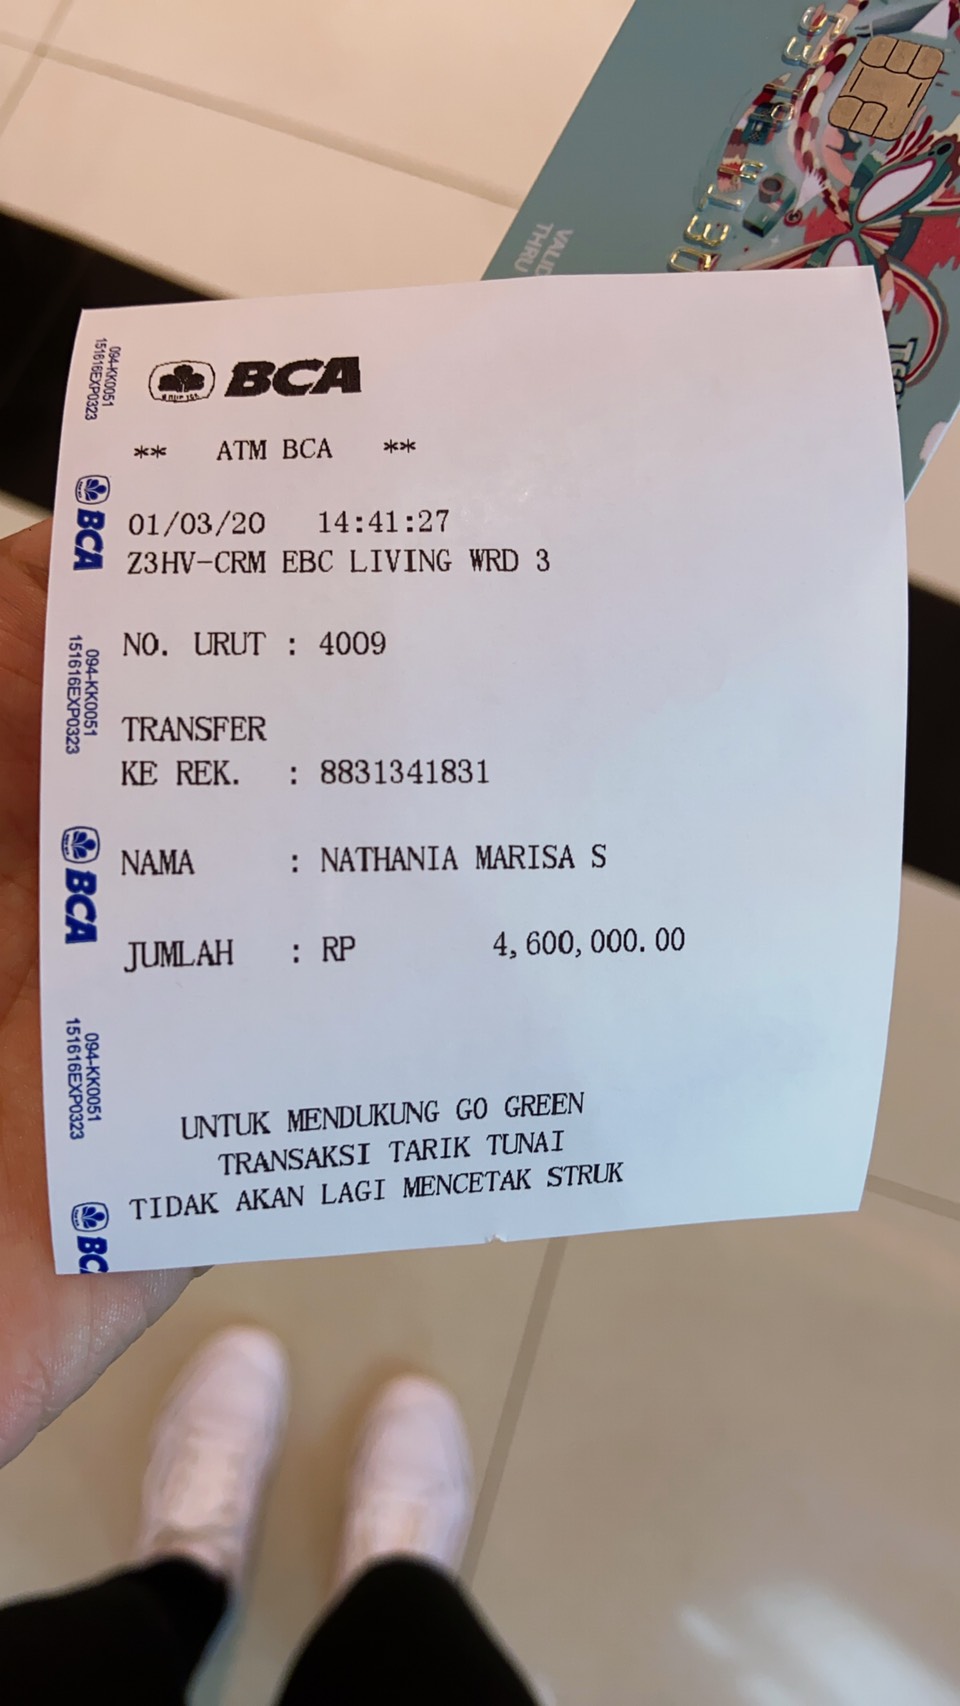 VALID
THRU
BCA
** ATM BCA **
01/03/20 14:41:27
Z3HV-CRM EBC LIVING WRD 3
NO. URUT : 4009
TRANSFER
KE REK. : 8831341831
NAMA : NATHANIA MARISA S
JUMLAH : RP 4,600,000.00
UNTUK MENDUKUNG GO GREEN
TRANSAKSI TARIK TUNAI
TIDAK AKAN LAGI MENCETAK STRUK
094-KK0051
151616EXP0323
BCA
094-KK0051
151616EXP0323
BCA
094-KK0051
151616EXP0323